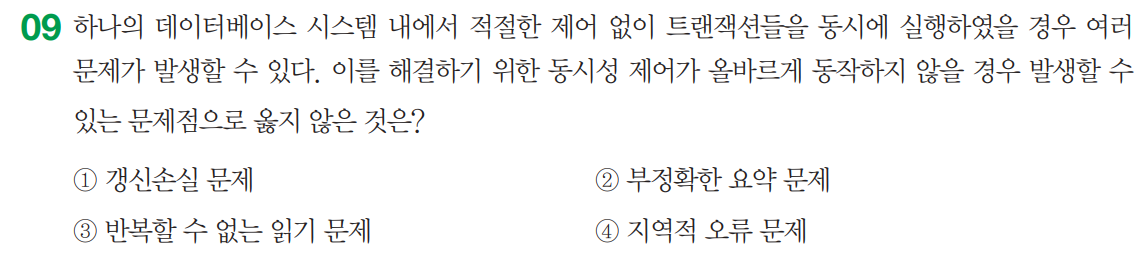 09 하나의 데이터베이스 시스템 내에서 적절한 제어 없이 트랜잭션들을 동시에 실행하였을 경우 여러
문제가 발생할 수 있다. 이를 해결하기 위한 동시성 제어가 올바르게 동작하지 않을 경우 발생할 수
있는 문제점으로 옳지 않은 것은?
① 갱신손실 문제 ② 부정확한 요약 문제
③ 반복할 수 없는 읽기 문제 ④ 지역적 오류 문제